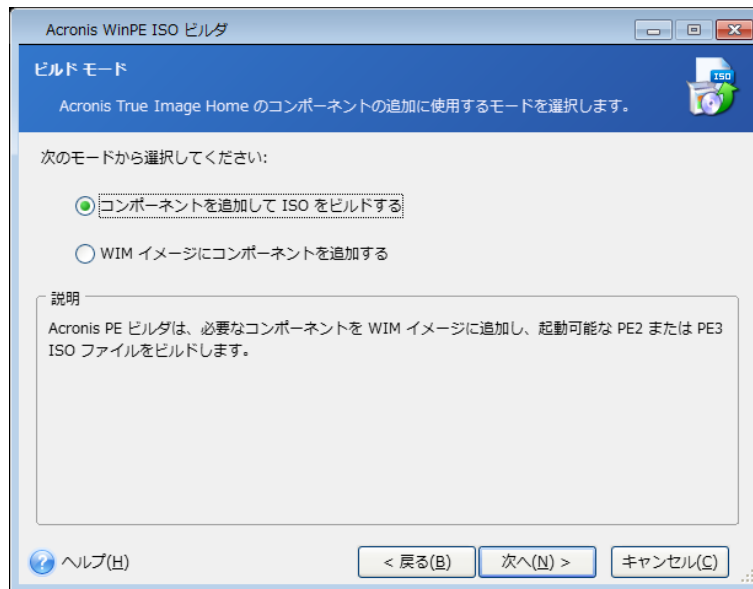 Acronis WinPE ISO ビルダ
ビルド モード
ISO
Acronis True Image Home のコンポーネントの追加に使用するモードを選択します。
次のモードから選択してください:
コンポーネントを追加して ISO をビルドする
WIM イメージにコンポーネントを追加する
説明
Acronis PE ビルダは、必要なコンポーネントを WIM イメージに追加し、起動可能な PE2 または PE3
ISO ファイルをビルドします。
ヘルプ(H)
< 戻る(B)
次へ(N) >
キャンセル(C)